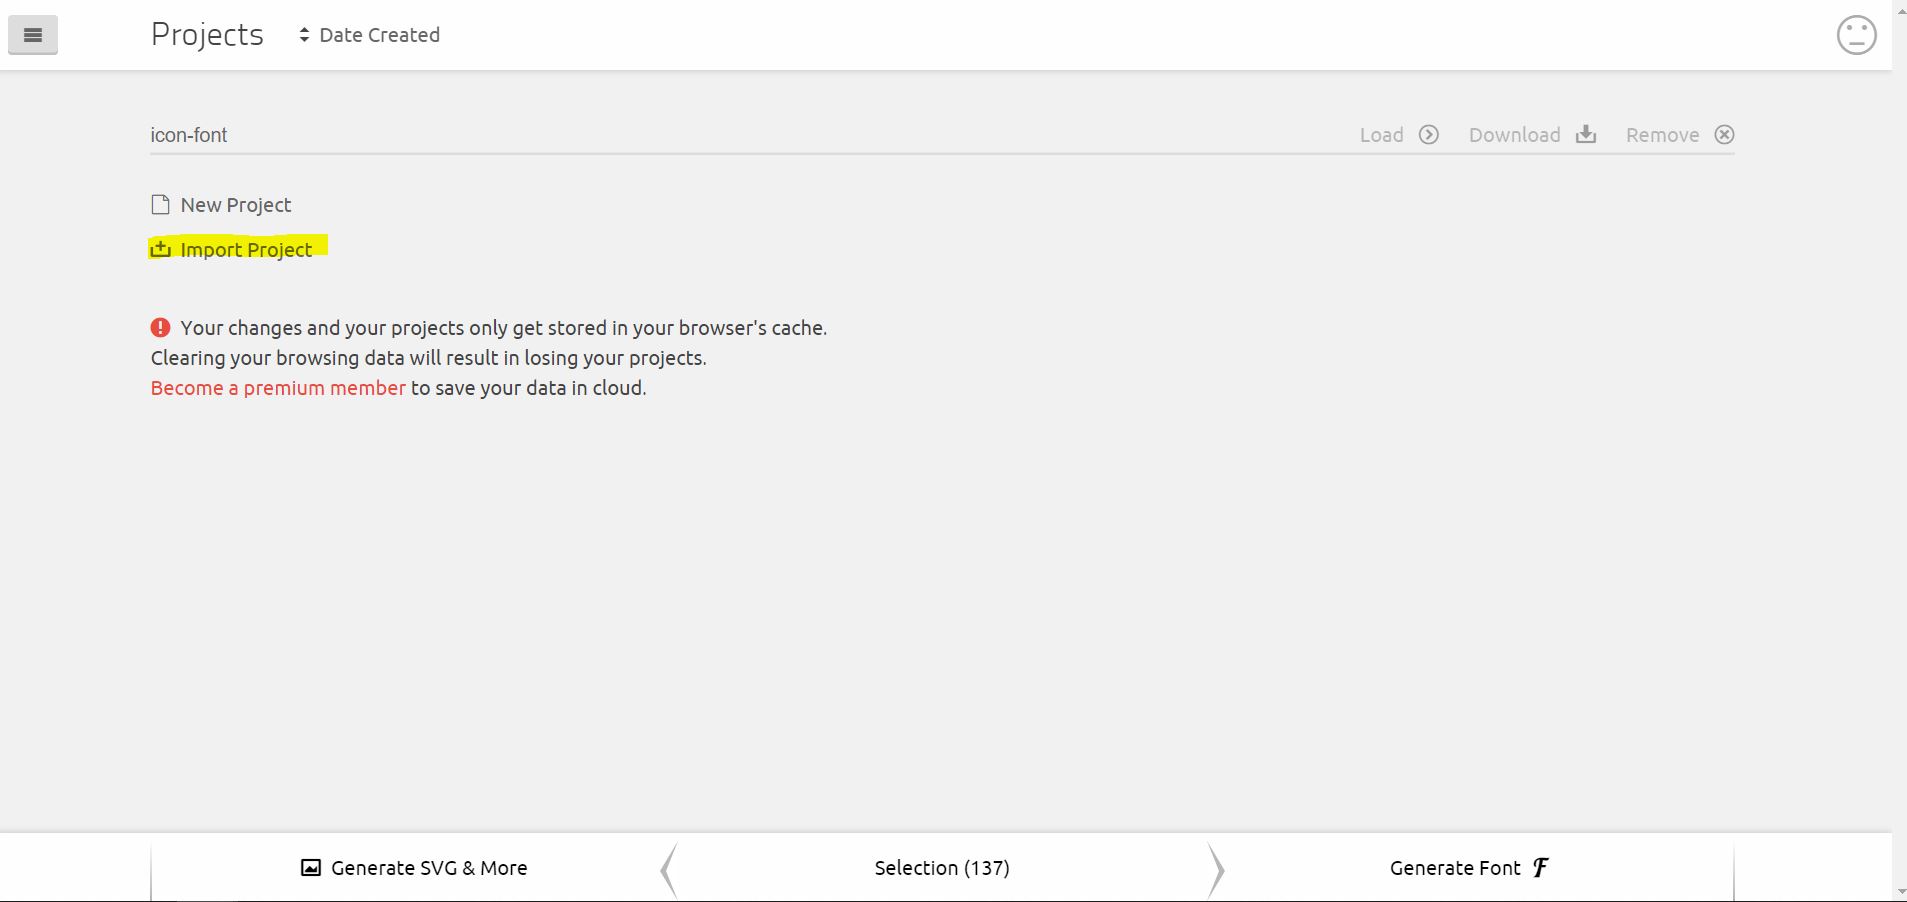 Projects Date Created
icon-font Load Download Remove
New Project
Import Project
Your changes and your projects only get stored in your browser's cache.
Clearing your browsing data will result in losing your projects.
Become a premium member to save your data in cloud.
Generate SVG & More Selection (137) Generate Font